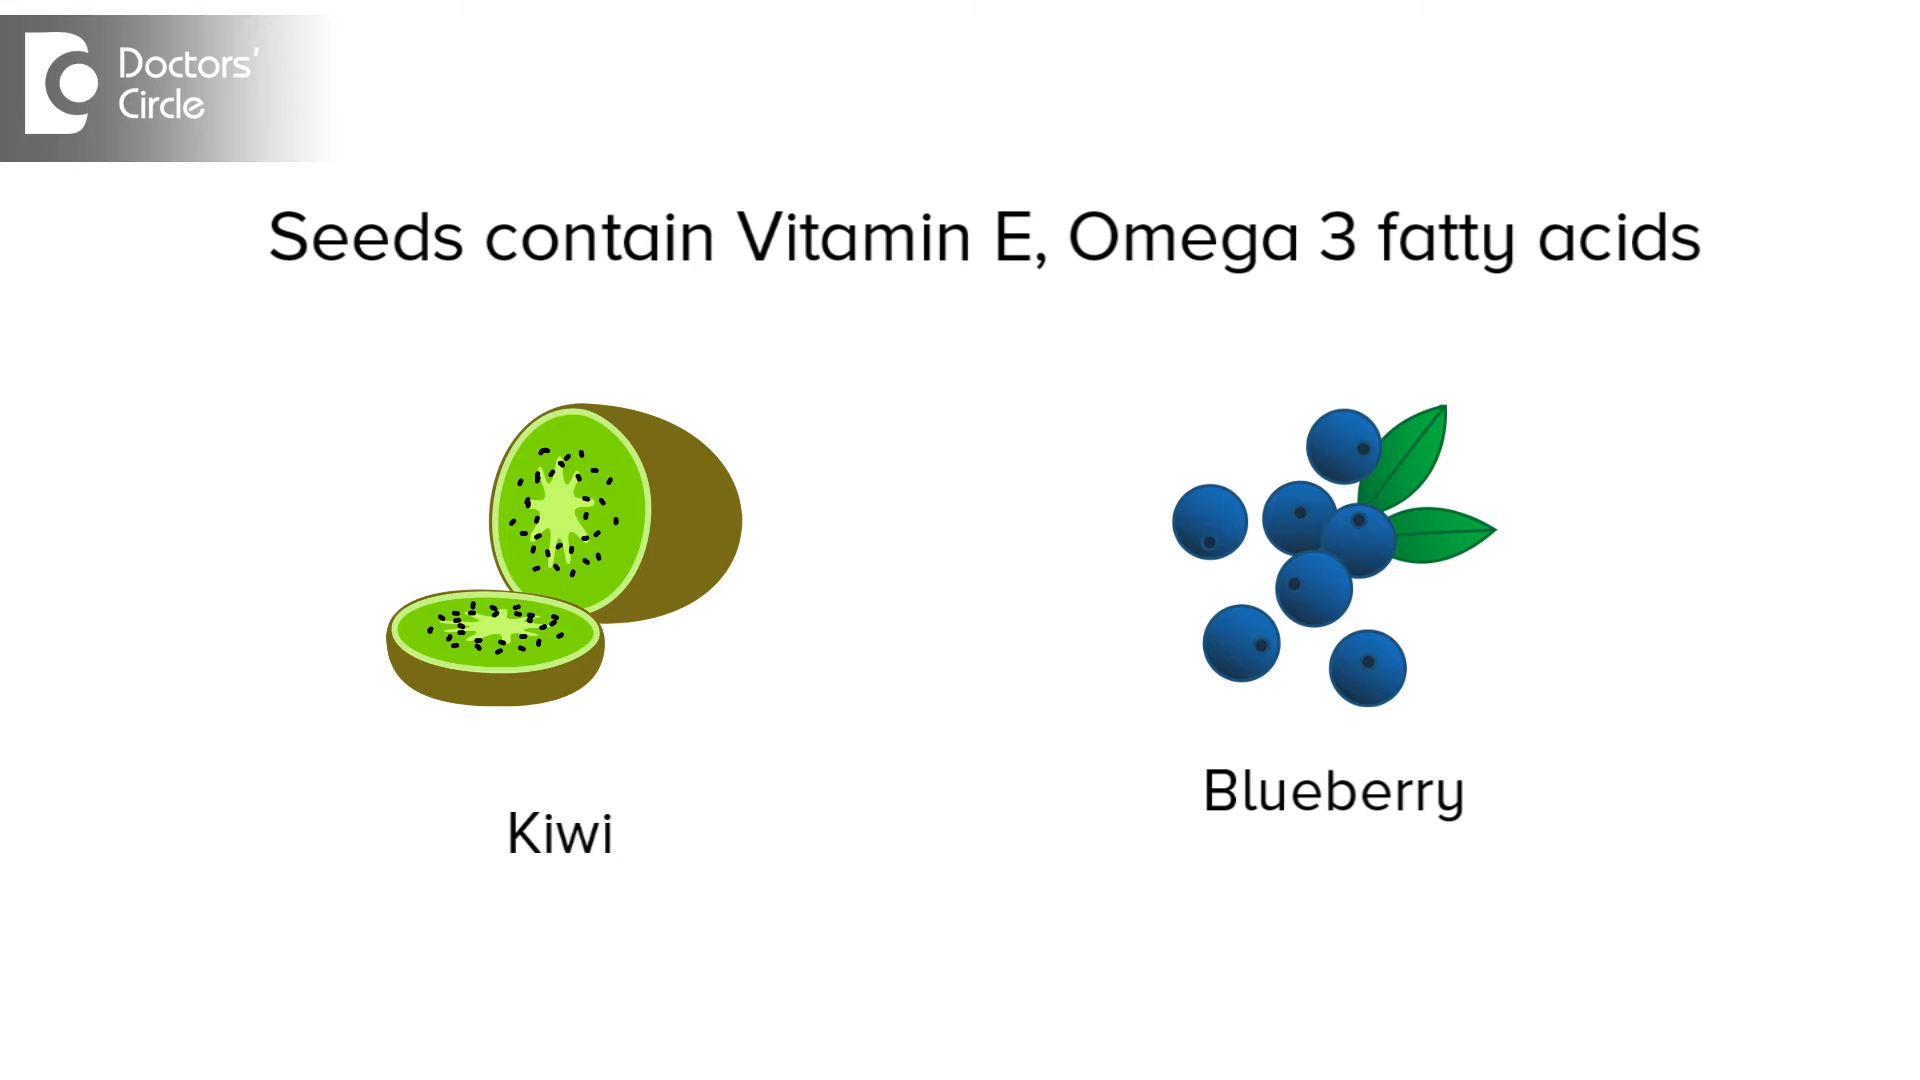 Doctors'
Circle
Seeds contain Vitamin E, Omega 3 fatty acids
Blueberry
Kiwi